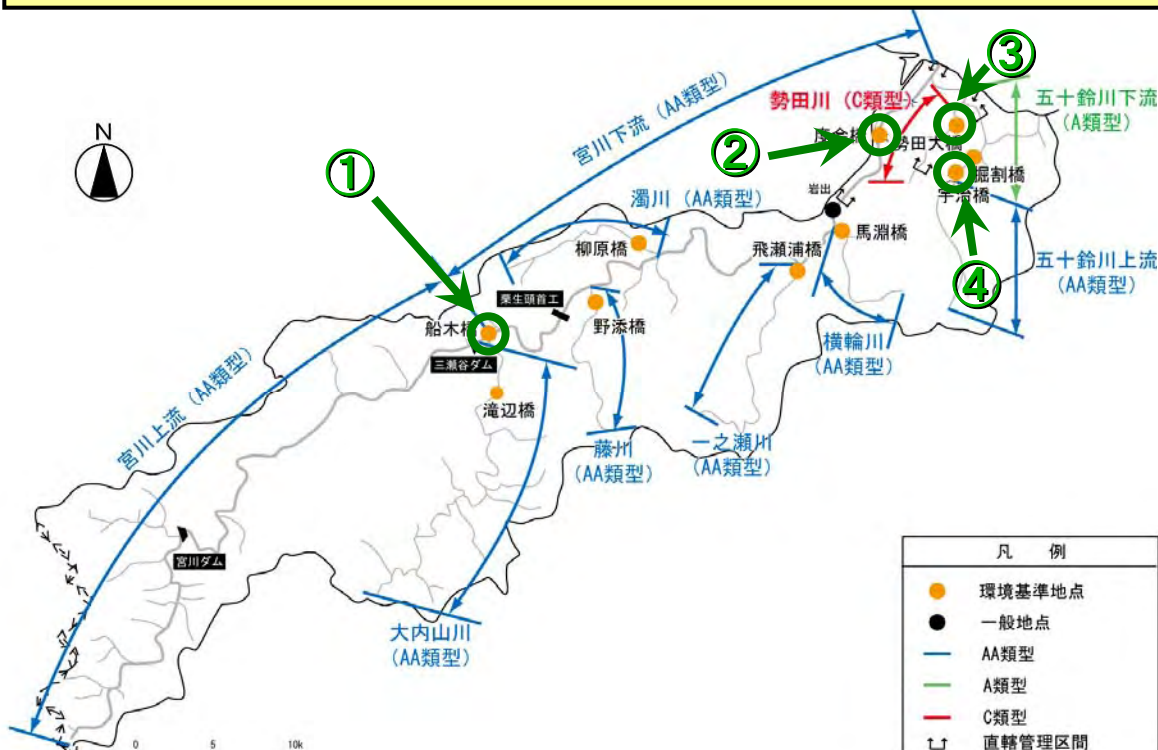 ③
勢田川（C類型）
五十鈴川下流
（A類型）
宮川下流（AA類型）
N
②
度会橋
勢田大橋
①
掘割橋
岩出
宇治橋
濁川（AA類型）
馬淵橋
柳原橋
飛瀬浦橋
五十鈴川上流
（AA類型）
④
粟生頭首工
船木橋
野添橋
横輪川
（AA類型）
三瀬谷ダム
宮川上流（AA類型）
滝辺橋
藤川
（AA類型）
一之瀬川
（AA類型）
宮川ダム
大内山川
（AA類型）
凡　例
環境基準地点
一般地点
AA類型
A類型
C類型
直轄管理区間
0　5　10k